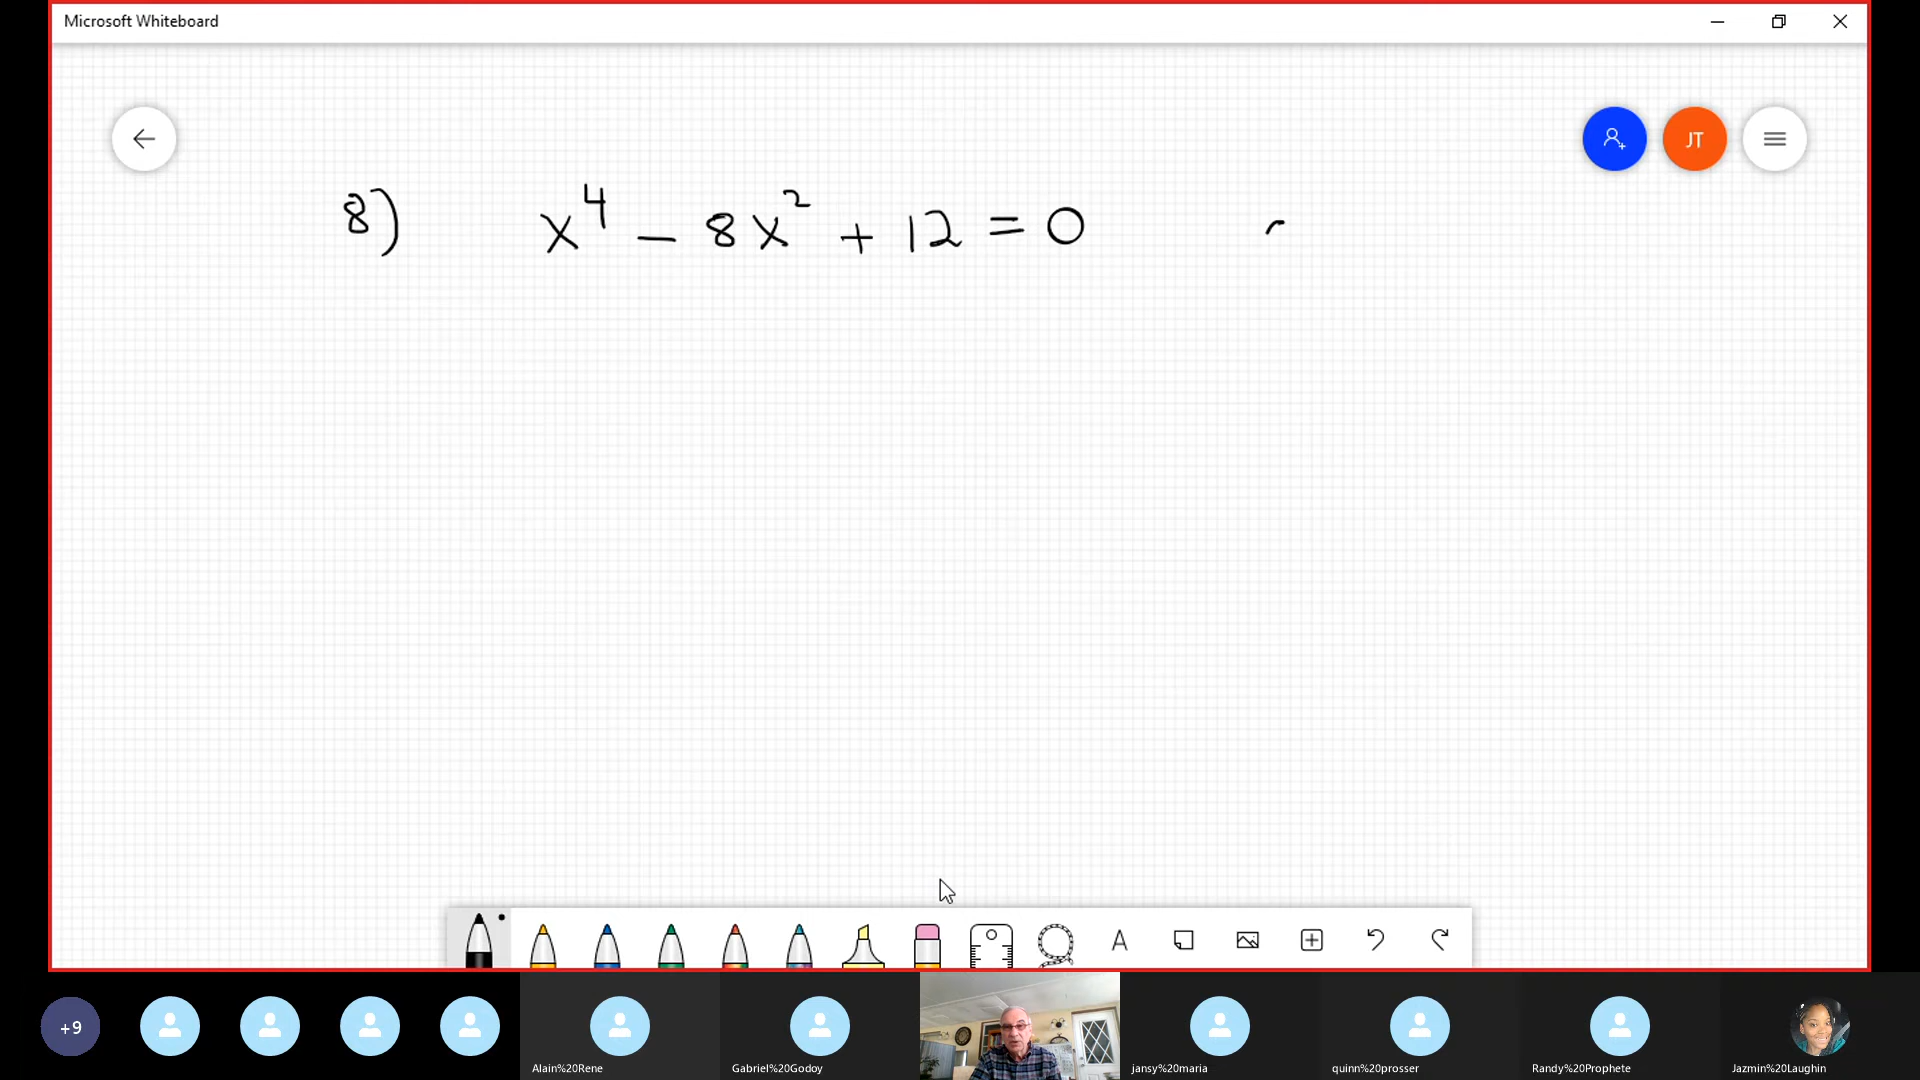 Microsoft Whiteboard
JT
8) x⁴ - 8x² + 12 = 0
A
+9
Alain%20Rene
Gabriel%20Godoy
jansy%20maria
quinn%20prosser
Randy%20Prophete
Jazmin%20Laughin